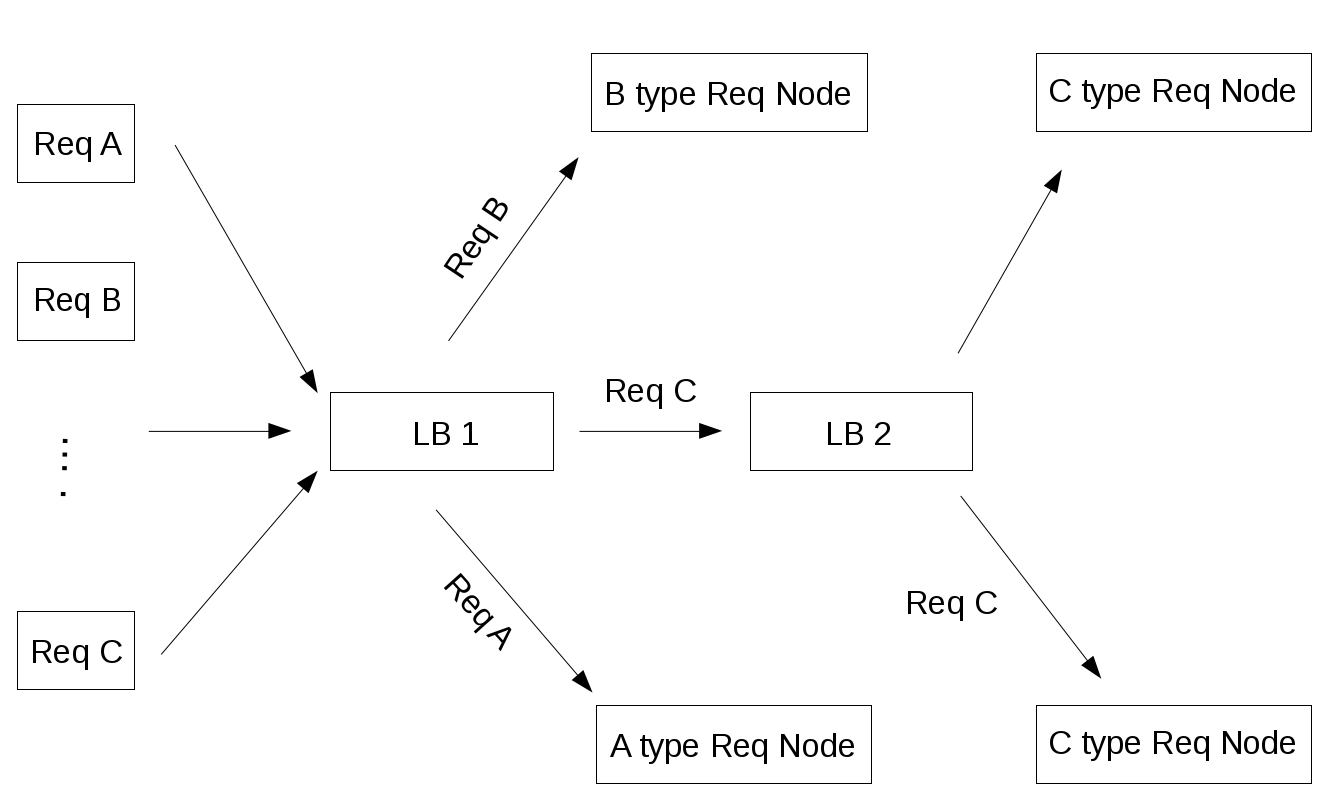 B type Req Node
C type Req Node
Req A
Req B
Req B
Req C
LB 1
LB 2
Req A
Req C
Req C
A type Req Node
C type Req Node